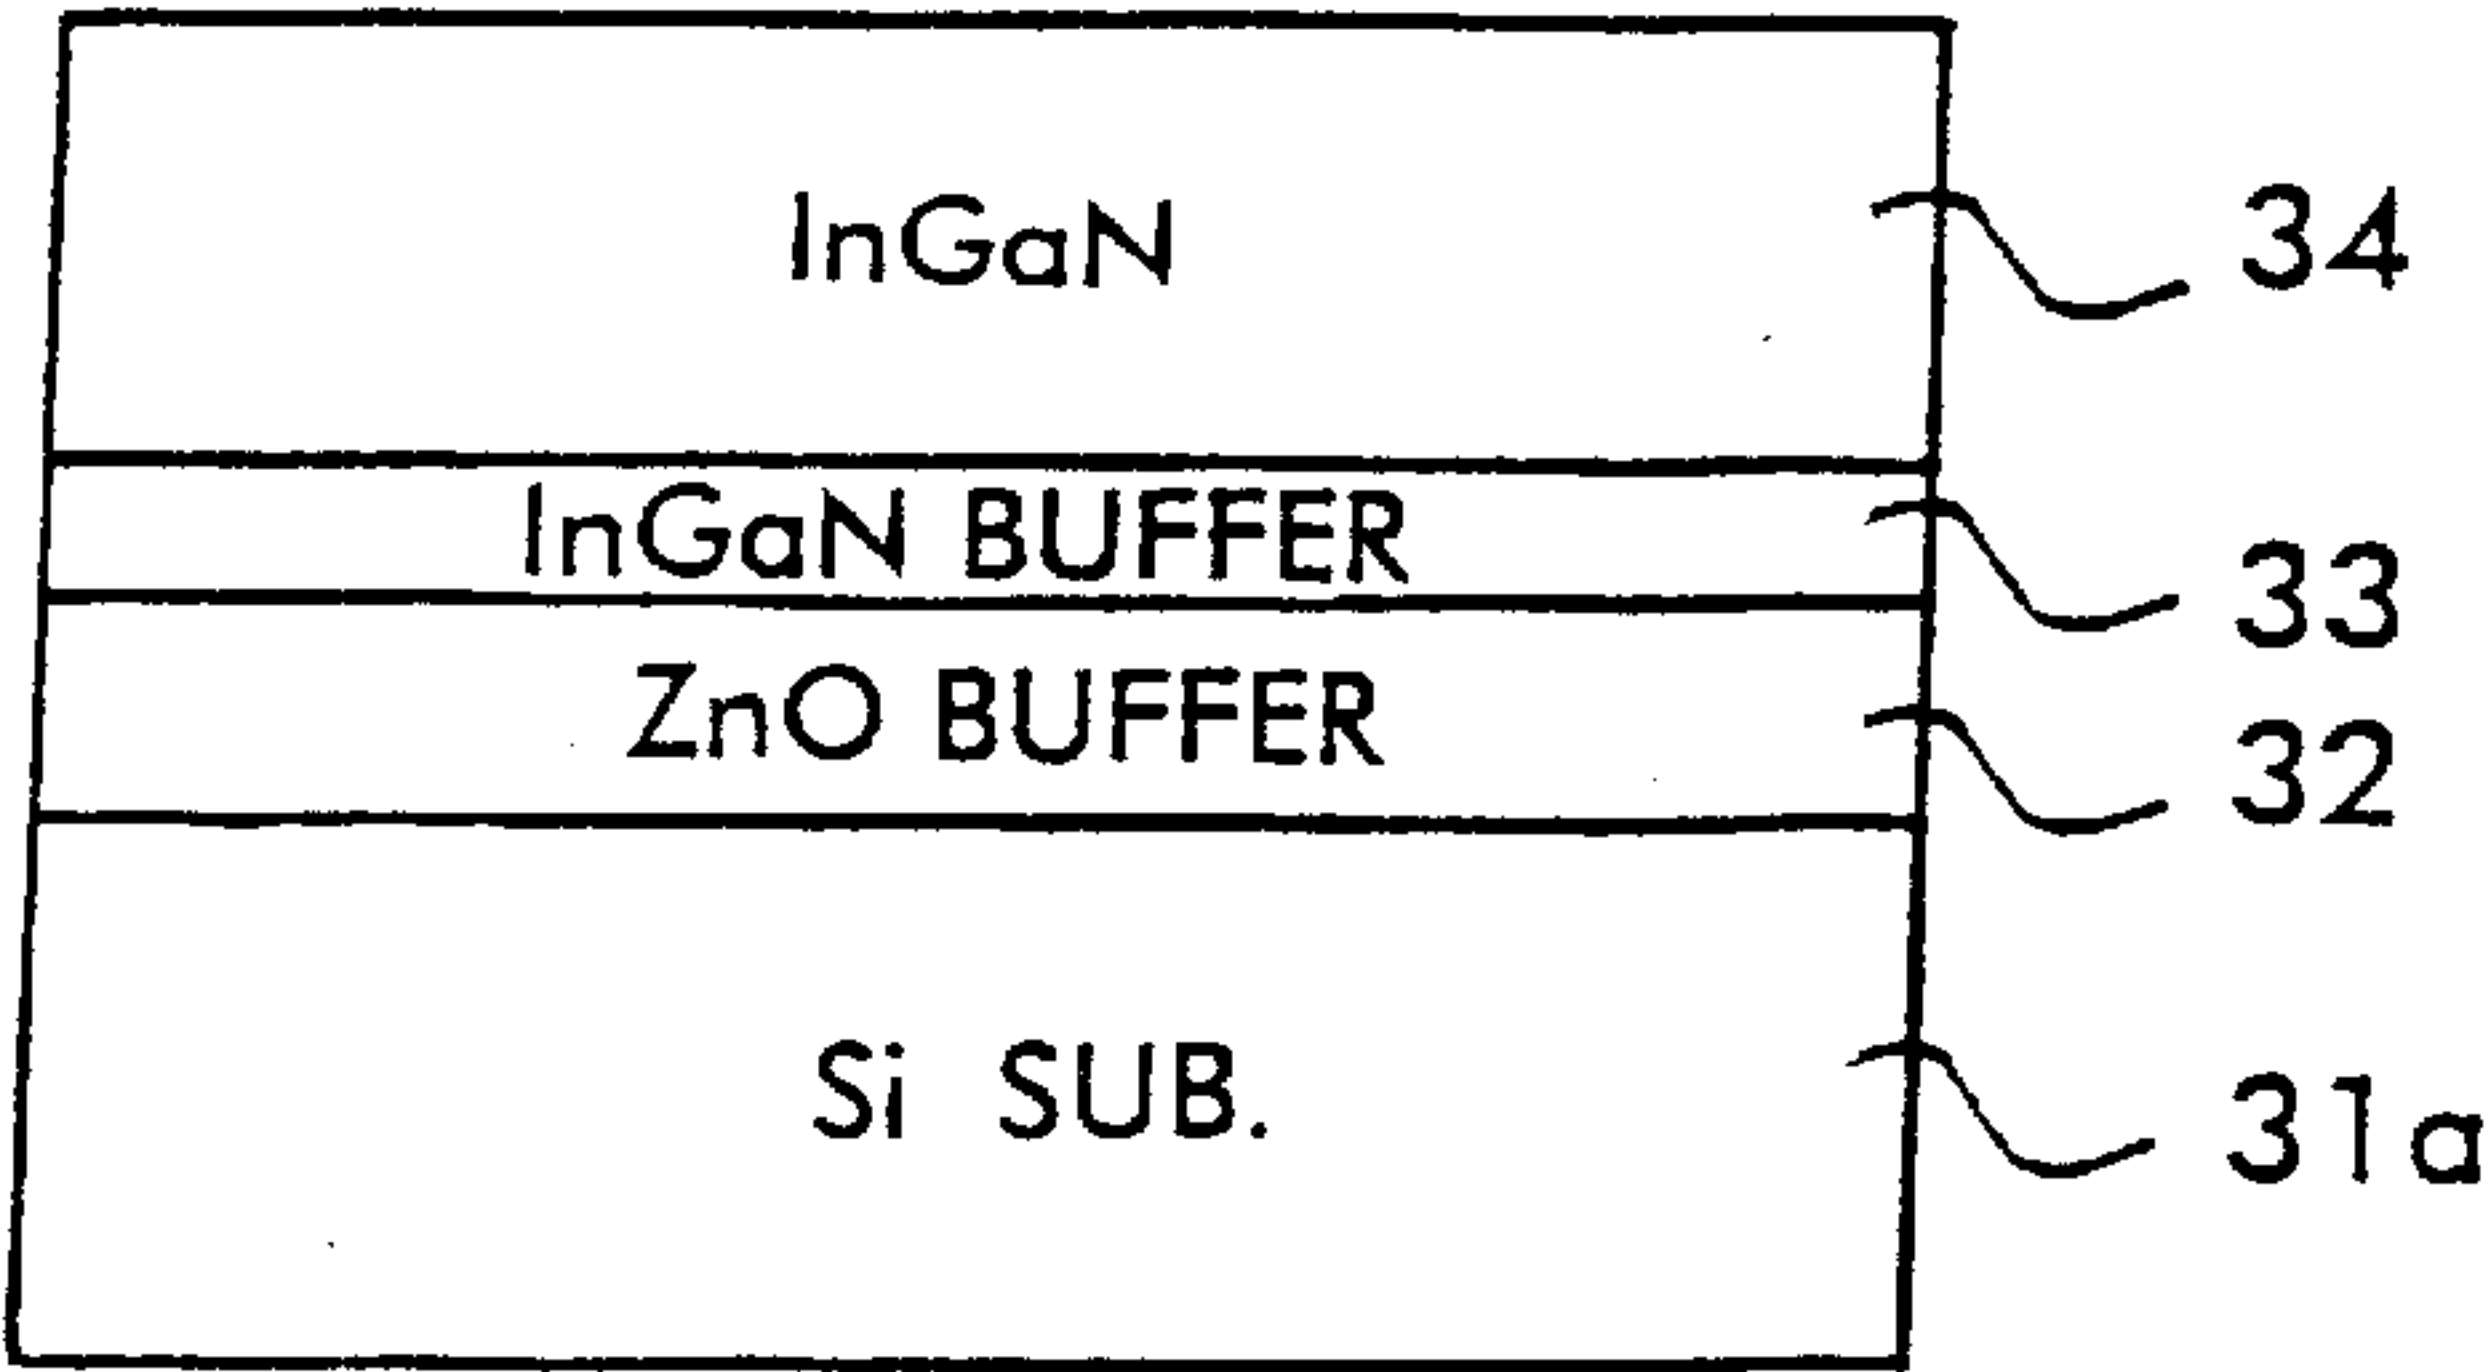 InGaN 34
InGaN BUFFER 33
ZnO BUFFER 32
Si SUB. 31a